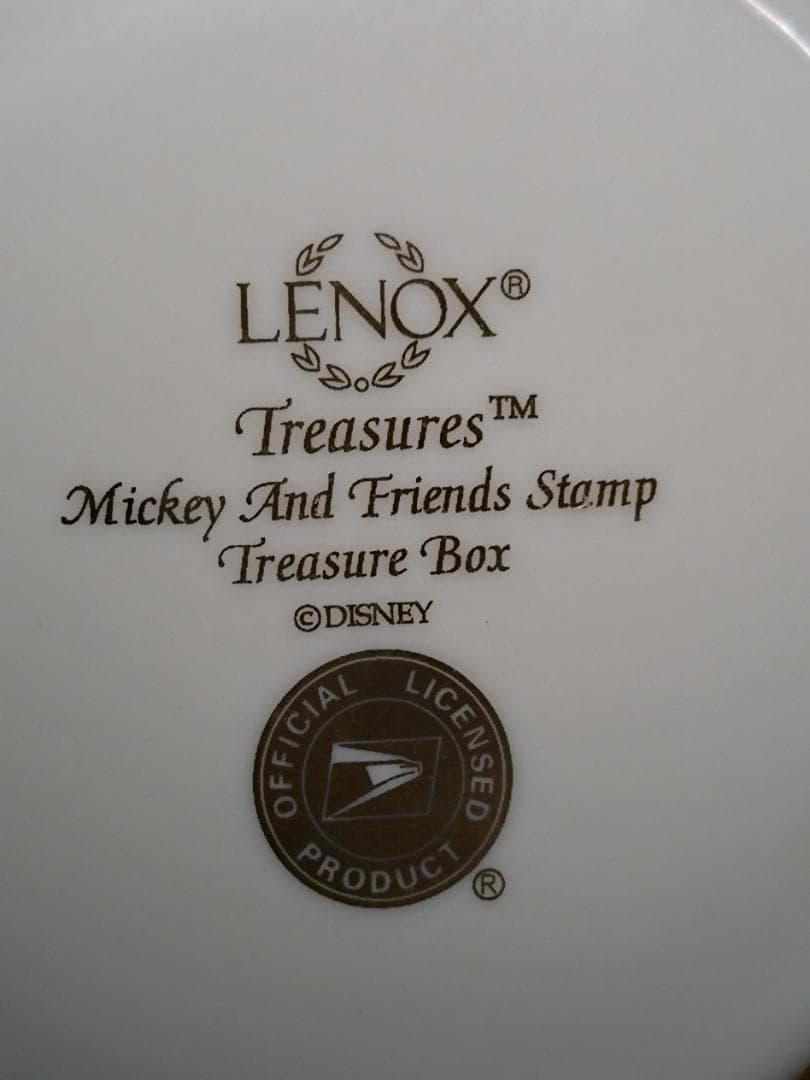 LENOX®
Treasures™
Mickey And Friends Stamp
Treasure Box
©DISNEY
OFFICIAL LICENSED
PRODUCT
®